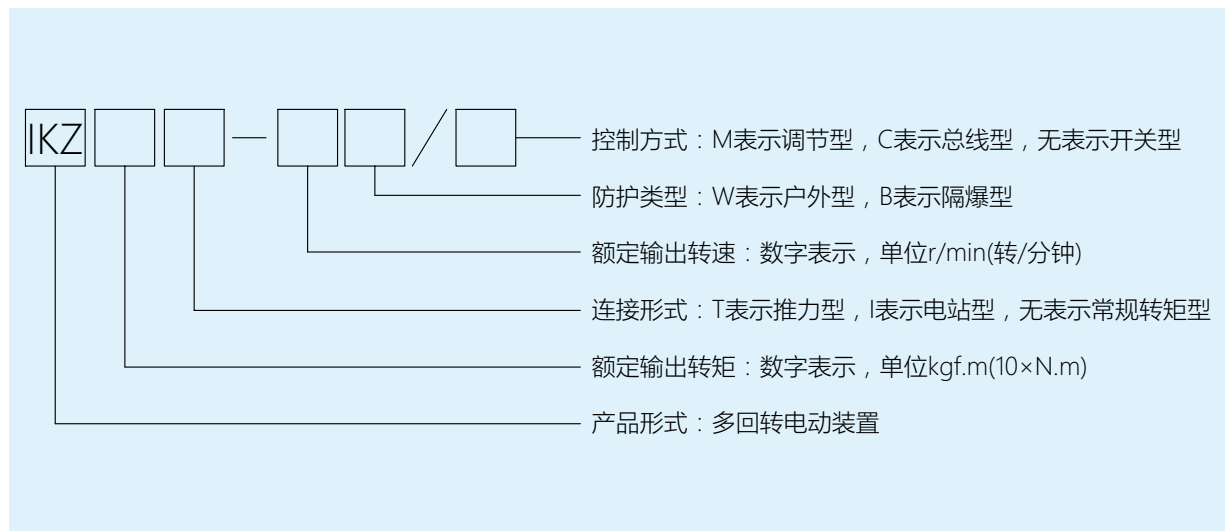 IKZ
控制方式：M表示调节型，C表示总线型，无表示开关型
防护类型：W表示户外型，B表示隔爆型
额定输出转速：数字表示，单位r/min(转/分钟)
连接形式：T表示推力型，I表示电站型，无表示常规转矩型
额定输出转矩：数字表示，单位kgf.m(10×N.m)
产品形式：多回转电动装置